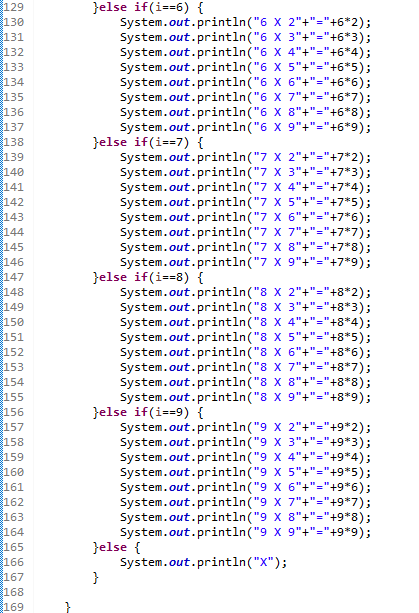 129 }else if(i==6) {
130 System.out.println("6 X 2"+"="+6*2);
131 System.out.println("6 X 3"+"="+6*3);
132 System.out.println("6 X 4"+"="+6*4);
133 System.out.println("6 X 5"+"="+6*5);
134 System.out.println("6 X 6"+"="+6*6);
135 System.out.println("6 X 7"+"="+6*7);
136 System.out.println("6 X 8"+"="+6*8);
137 System.out.println("6 X 9"+"="+6*9);
138 }else if(i==7) {
139 System.out.println("7 X 2"+"="+7*2);
140 System.out.println("7 X 3"+"="+7*3);
141 System.out.println("7 X 4"+"="+7*4);
142 System.out.println("7 X 5"+"="+7*5);
143 System.out.println("7 X 6"+"="+7*6);
144 System.out.println("7 X 7"+"="+7*7);
145 System.out.println("7 X 8"+"="+7*8);
146 System.out.println("7 X 9"+"="+7*9);
147 }else if(i==8) {
148 System.out.println("8 X 2"+"="+8*2);
149 System.out.println("8 X 3"+"="+8*3);
150 System.out.println("8 X 4"+"="+8*4);
151 System.out.println("8 X 5"+"="+8*5);
152 System.out.println("8 X 6"+"="+8*6);
153 System.out.println("8 X 7"+"="+8*7);
154 System.out.println("8 X 8"+"="+8*8);
155 System.out.println("8 X 9"+"="+8*9);
156 }else if(i==9) {
157 System.out.println("9 X 2"+"="+9*2);
158 System.out.println("9 X 3"+"="+9*3);
159 System.out.println("9 X 4"+"="+9*4);
160 System.out.println("9 X 5"+"="+9*5);
161 System.out.println("9 X 6"+"="+9*6);
162 System.out.println("9 X 7"+"="+9*7);
163 System.out.println("9 X 8"+"="+9*8);
164 System.out.println("9 X 9"+"="+9*9);
165 }else {
166 System.out.println("X");
167 }
168
169 }